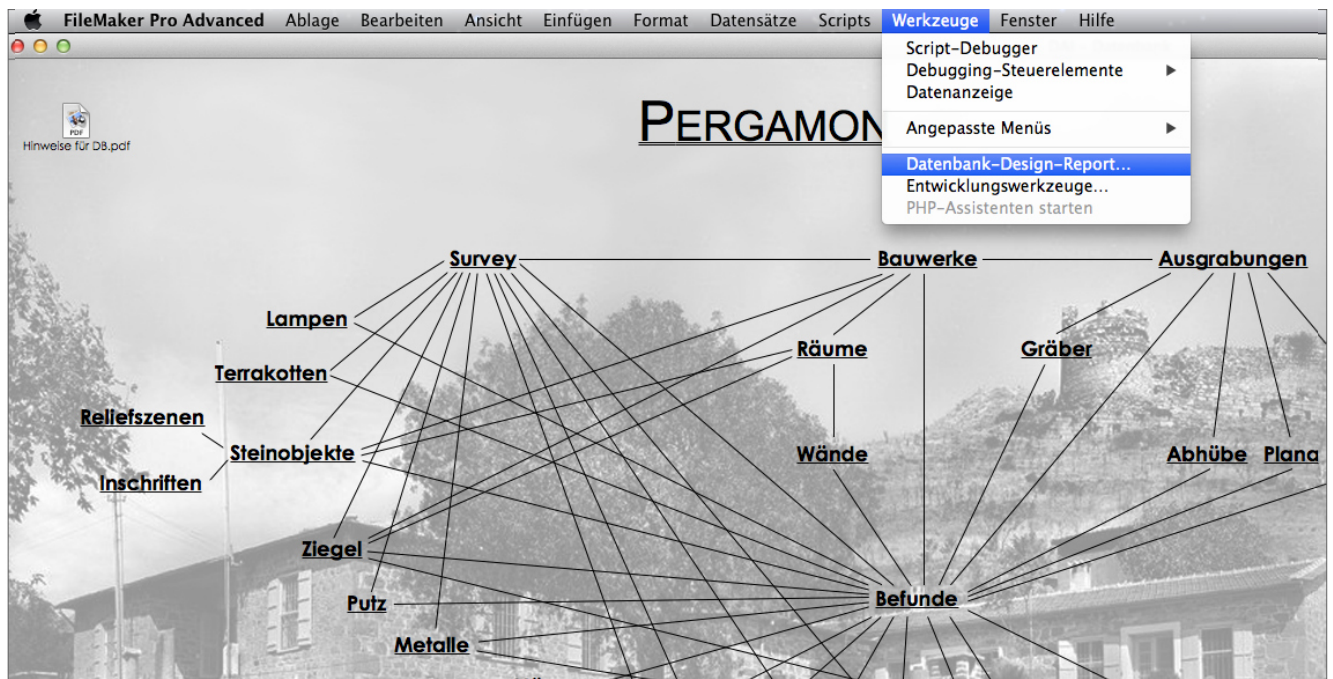 FileMaker Pro Advanced Ablage Bearbeiten Ansicht Einfügen Format Datensätze Scripts Werkzeuge Fenster Hilfe
Script-Debugger
Debugging-Steuerelemente
Datenanzeige
Angepasste Menüs
Datenbank-Design-Report...
Entwicklungswerkzeuge...
PHP-Assistenten starten
PDF
Hinweise für DB.pdf
PERGAMON
Survey Bauwerke Ausgrabungen
Lampen
Räume Gräber
Terrakotten
Reliefszenen
Steinobjekte Wände Abhübe Plana
Inschriften
Ziegel
Befunde
Putz
Metalle